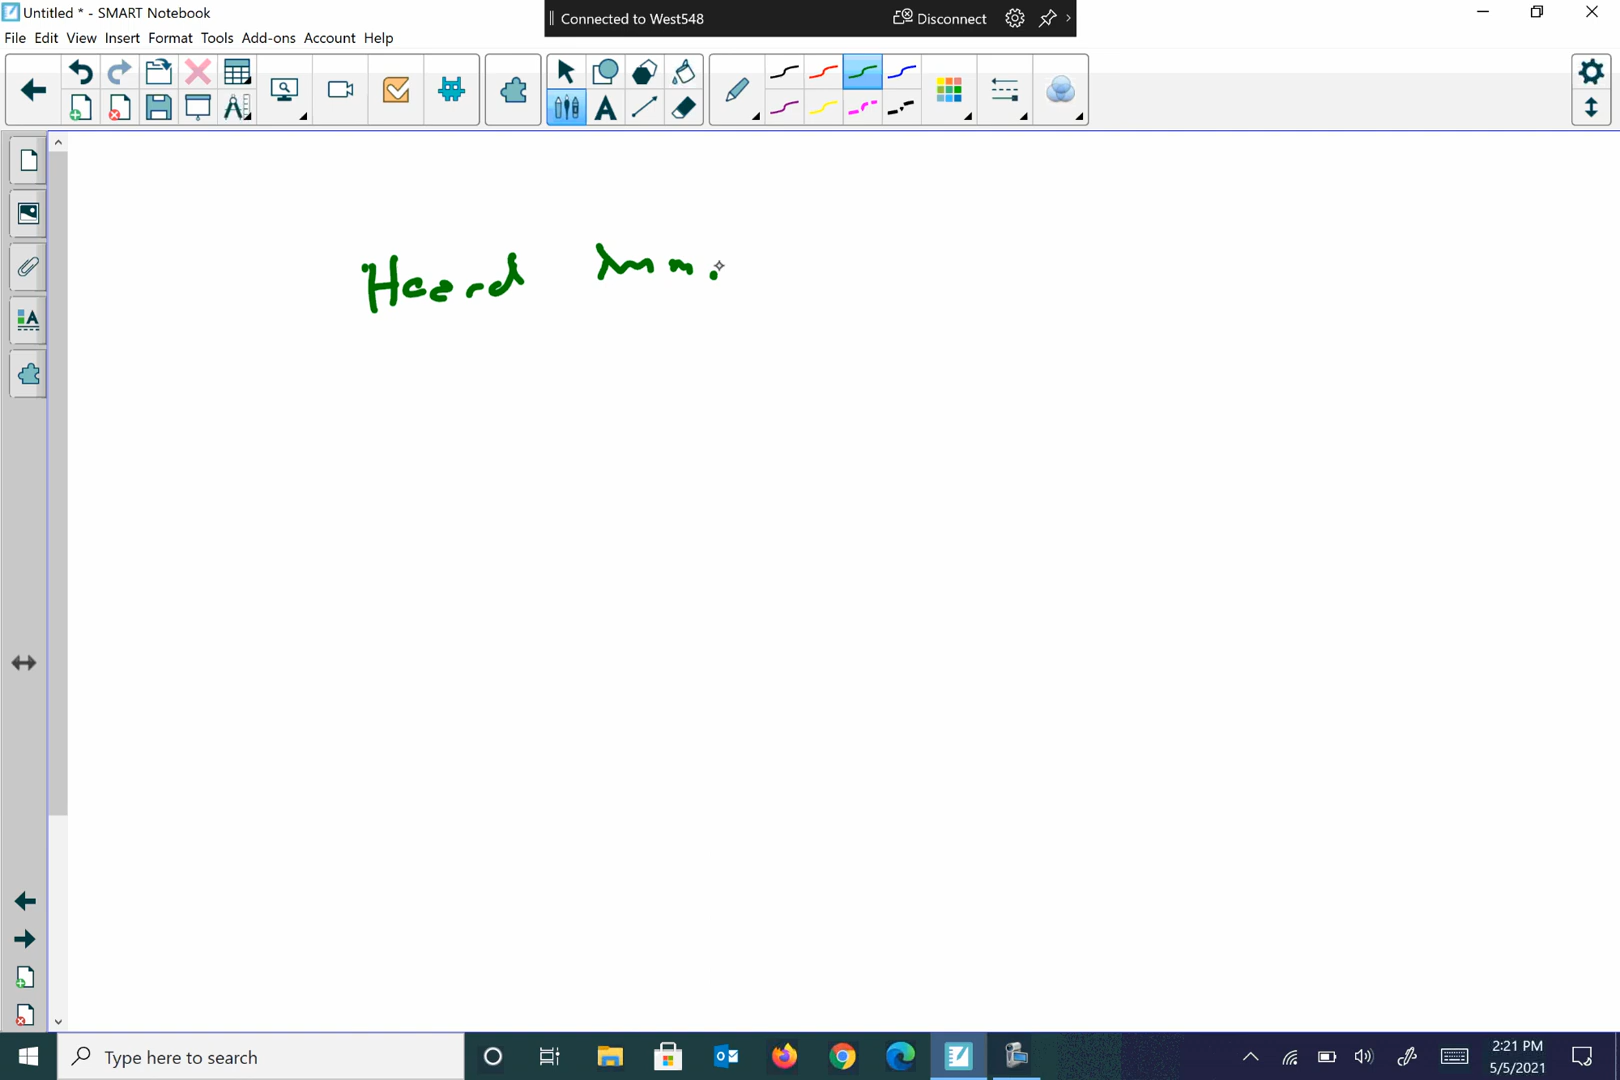 Untitled * - SMART Notebook
Connected to West548
Disconnect
File Edit View Insert Format Tools Add-ons Account Help
Heard
Type here to search
2:21 PM
5/5/2021